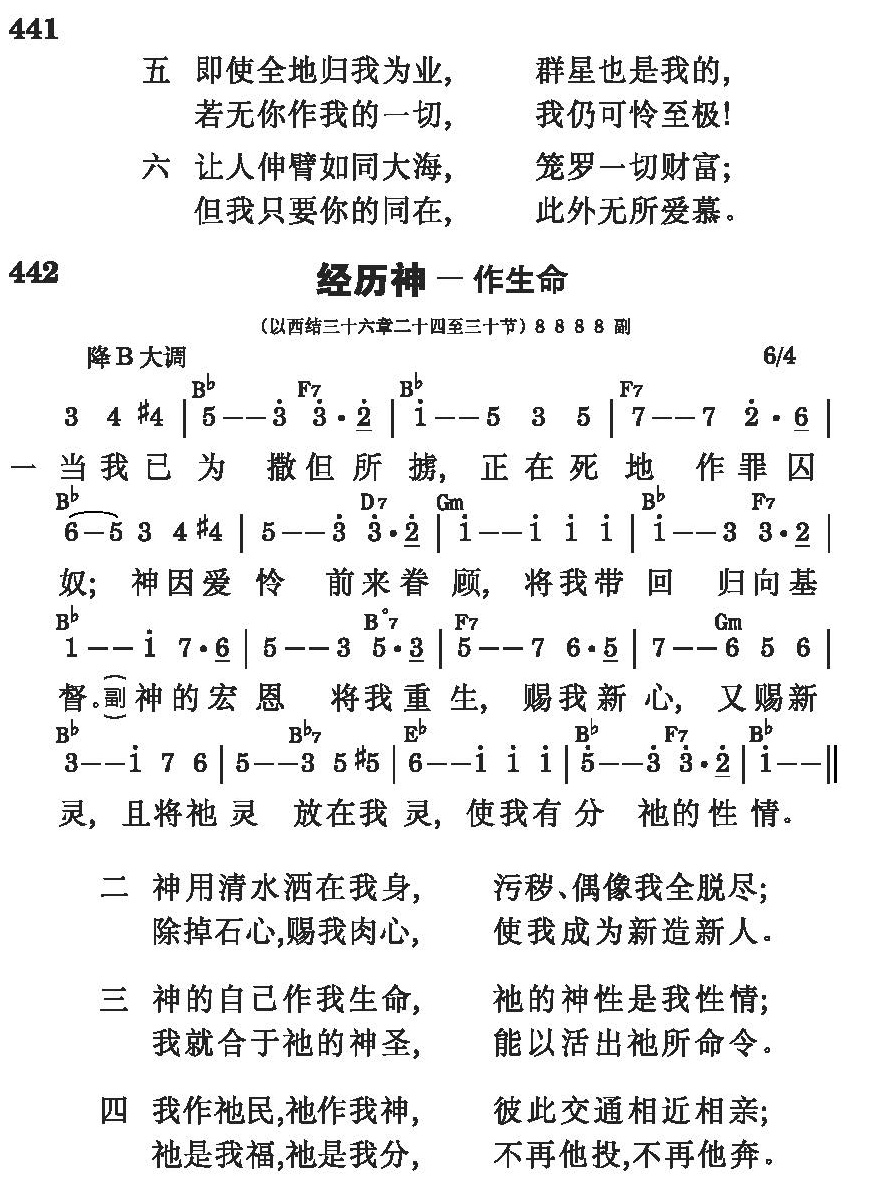 441
五 即使全地归我为业, 群星也是我的,
若无你作我的一切, 我仍可怜至极!
六 让人伸臂如同大海, 笼罗一切财富;
但我只要你的同在, 此外无所爱慕。
442 经历神 — 作生命
(以西结三十六章二十四至三十节) 8 8 8 8 副
降 B 大调 6/4
B♭ F7 B♭ F7
3 4 ♯4 | 5 – – 3̇ 3̇ · 2̇ | 1̇ – – 5 3 5 | 7 – – 7 2̇ · 6 |
一 当我已为 撒但所掳, 正在死地 作罪囚
B♭ D7 Gm B♭ F7
6 – 5 3 4 ♯4 | 5 – – 3̇ 3̇ · 2̇ | 1̇ – – 1̇ 1̇ 1̇ | 1̇ – – 3 3 · 2 |
奴; 神因爱怜 前来眷顾, 将我带回 归向基
B♭ B°7 F7 Gm
1 – – 1̇ 7 · 6 | 5 – – 3 5 · 3 | 5 – – 7 6 · 5 | 7 – – 6 5 6 |
督。(副) 神的宏恩 将我重生, 赐我新心, 又赐新
B♭ B♭7 E♭ B♭ F7 B♭
3 – – 1̇ 7 6 | 5 – – 3 5 ♯5 | 6 – – 1̇ 1̇ 1̇ | 5̇ – – 3̇ 3̇ · 2̇ | 1̇ – – ‖
灵, 且将祂灵 放在我灵, 使我有分 祂的性情。
二 神用清水洒在我身, 污秽、偶像我全脱尽;
除掉石心,赐我肉心, 使我成为新造新人。
三 神的自己作我生命, 祂的神性是我性情;
我就合于祂的神圣, 能以活出祂所命令。
四 我作祂民,祂作我神, 彼此交通相近相亲;
祂是我福,祂是我分, 不再他投,不再他奔。